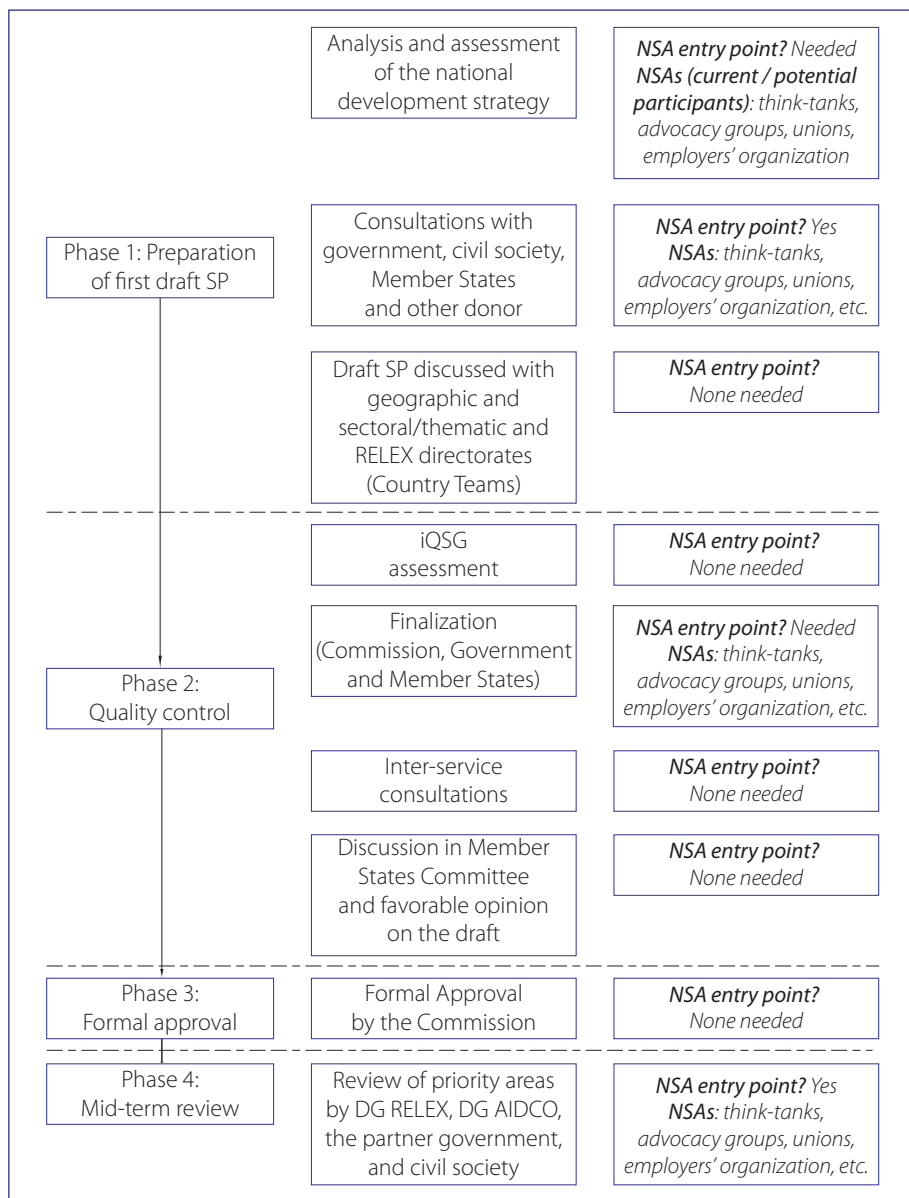 Analysis and assessment
of the national
development strategy
NSA entry point? Needed
NSAs (current / potential
participants): think-tanks,
advocacy groups, unions,
employers' organization
Phase 1: Preparation
of first draft SP
Consultations with
government, civil society,
Member States
and other donor
NSA entry point? Yes
NSAs: think-tanks,
advocacy groups, unions,
employers' organization, etc.
Draft SP discussed with
geographic and
sectoral/thematic and
RELEX directorates
(Country Teams)
NSA entry point?
None needed
iQSG
assessment
NSA entry point?
None needed
Phase 2:
Quality control
Finalization
(Commission, Government
and Member States)
NSA entry point? Needed
NSAs: think-tanks,
advocacy groups, unions,
employers' organization, etc.
Inter-service
consultations
NSA entry point?
None needed
Discussion in Member
States Committee
and favorable opinion
on the draft
NSA entry point?
None needed
Phase 3:
Formal approval
Formal Approval
by the Commission
NSA entry point?
None needed
Phase 4:
Mid-term review
Review of priority areas
by DG RELEX, DG AIDCO,
the partner government,
and civil society
NSA entry point? Yes
NSAs: think-tanks,
advocacy groups, unions,
employers' organization, etc.